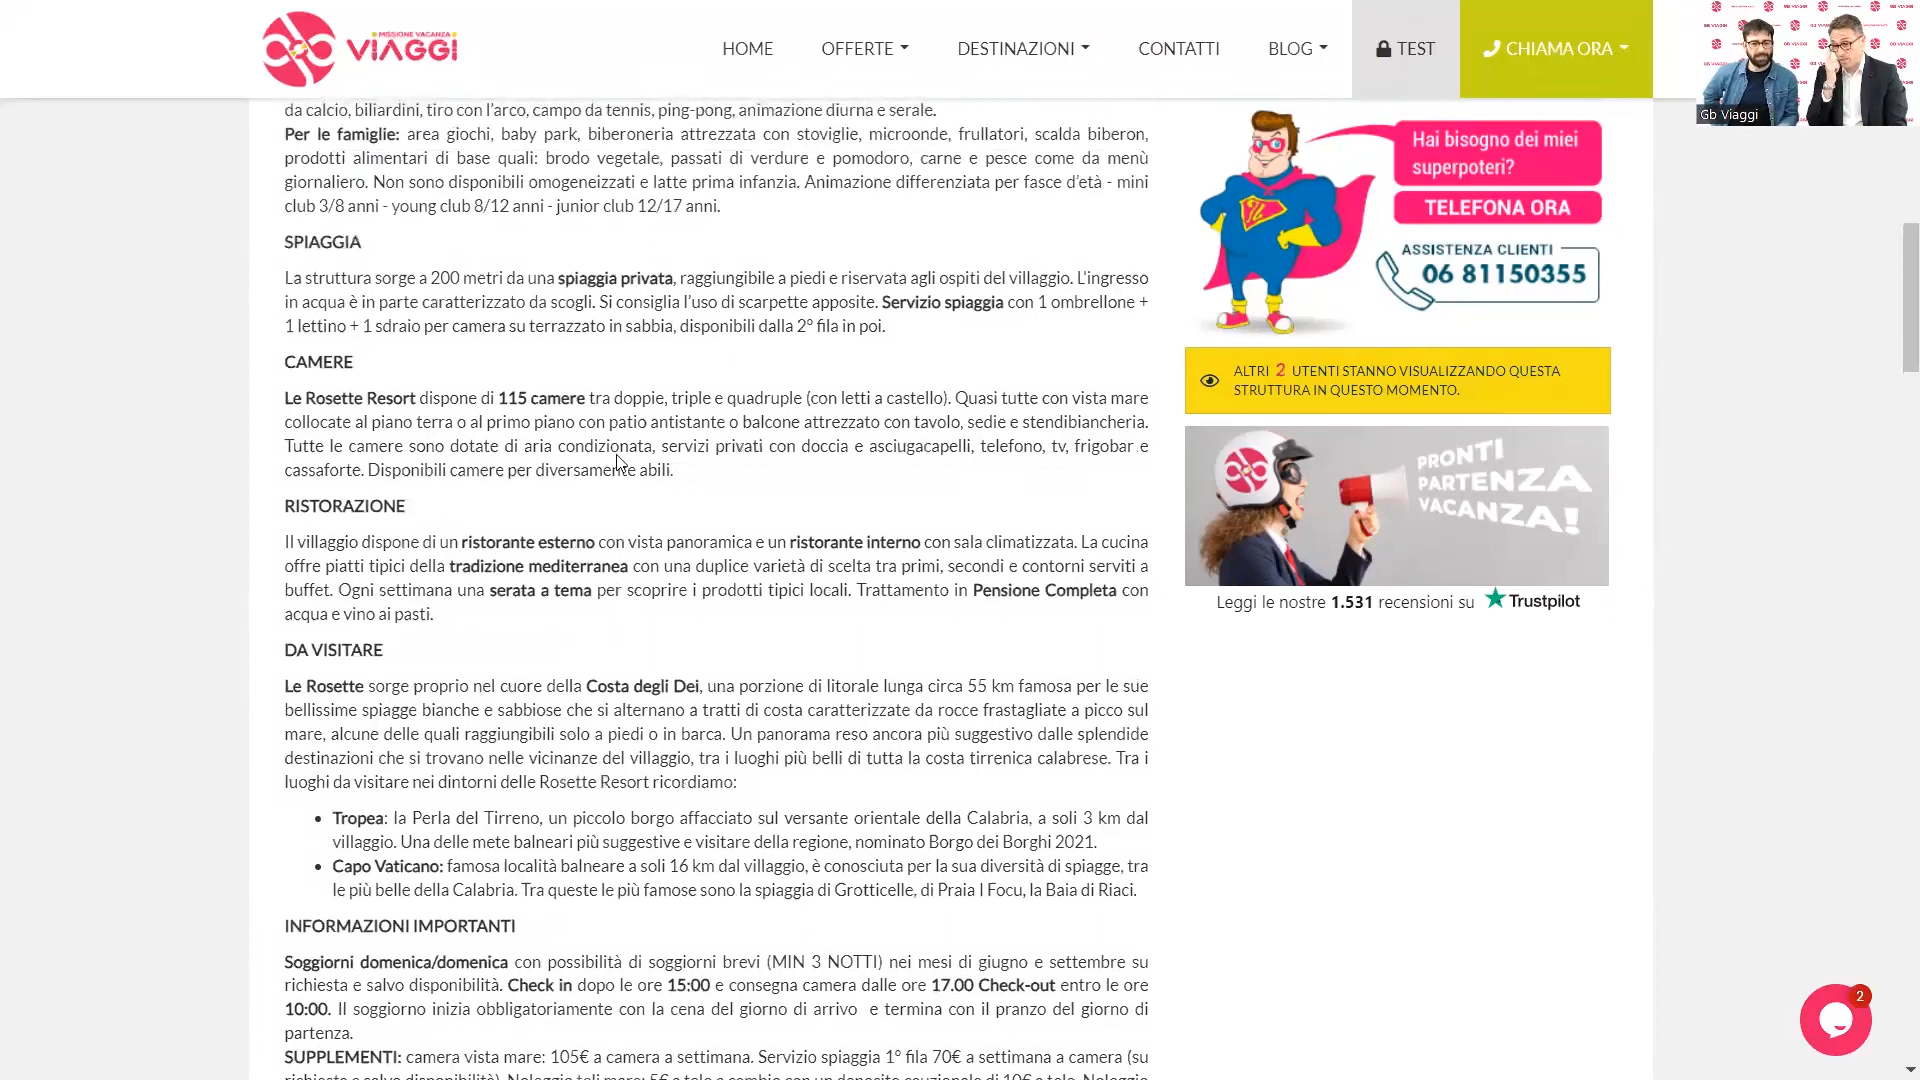 MISSIONE VACANZA
VIAGGI
HOME
OFFERTE
DESTINAZIONI
CONTATTI
BLOG
TEST
CHIAMA ORA
Gb Viaggi
da calcio, biliardini, tiro con l'arco, campo da tennis, ping-pong, animazione diurna e serale.
Per le famiglie: area giochi, baby park, biberoneria attrezzata con stoviglie, microonde, frullatori, scalda biberon,
prodotti alimentari di base quali: brodo vegetale, passati di verdure e pomodoro, carne e pesce come da menù
giornaliero. Non sono disponibili omogeneizzati e latte prima infanzia. Animazione differenziata per fasce d'età - mini
club 3/8 anni - young club 8/12 anni - junior club 12/17 anni.
SPIAGGIA
La struttura sorge a 200 metri da una spiaggia privata, raggiungibile a piedi e riservata agli ospiti del villaggio. L'ingresso
in acqua è in parte caratterizzato da scogli. Si consiglia l'uso di scarpette apposite. Servizio spiaggia con 1 ombrellone +
1 lettino + 1 sdraio per camera su terrazzato in sabbia, disponibili dalla 2° fila in poi.
CAMERE
Le Rosette Resort dispone di 115 camere tra doppie, triple e quadruple (con letti a castello). Quasi tutte con vista mare
collocate al piano terra o al primo piano con patio antistante o balcone attrezzato con tavolo, sedie e stendibiancheria.
Tutte le camere sono dotate di aria condizionata, servizi privati con doccia e asciugacapelli, telefono, tv, frigobar e
cassaforte. Disponibili camere per diversamente abili.
RISTORAZIONE
Il villaggio dispone di un ristorante esterno con vista panoramica e un ristorante interno con sala climatizzata. La cucina
offre piatti tipici della tradizione mediterranea con una duplice varietà di scelta tra primi, secondi e contorni serviti a
buffet. Ogni settimana una serata a tema per scoprire i prodotti tipici locali. Trattamento in Pensione Completa con
acqua e vino ai pasti.
DA VISITARE
Le Rosette sorge proprio nel cuore della Costa degli Dei, una porzione di litorale lunga circa 55 km famosa per le sue
bellissime spiagge bianche e sabbiose che si alternano a tratti di costa caratterizzate da rocce frastagliate a picco sul
mare, alcune delle quali raggiungibili solo a piedi o in barca. Un panorama reso ancora più suggestivo dalle splendide
destinazioni che si trovano nelle vicinanze del villaggio, tra i luoghi più belli di tutta la costa tirrenica calabrese. Tra i
luoghi da visitare nei dintorni delle Rosette Resort ricordiamo:
• Tropea: la Perla del Tirreno, un piccolo borgo affacciato sul versante orientale della Calabria, a soli 3 km dal
villaggio. Una delle mete balneari più suggestive e visitare della regione, nominato Borgo dei Borghi 2021.
• Capo Vaticano: famosa località balneare a soli 16 km dal villaggio, è conosciuta per la sua diversità di spiagge, tra
le più belle della Calabria. Tra queste le più famose sono la spiaggia di Grotticelle, di Praia I Focu, la Baia di Riaci.
INFORMAZIONI IMPORTANTI
Soggiorni domenica/domenica con possibilità di soggiorni brevi (MIN 3 NOTTI) nei mesi di giugno e settembre su
richiesta e salvo disponibilità. Check in dopo le ore 15:00 e consegna camera dalle ore 17.00 Check-out entro le ore
10:00. Il soggiorno inizia obbligatoriamente con la cena del giorno di arrivo e termina con il pranzo del giorno di
partenza.
SUPPLEMENTI: camera vista mare: 105€ a camera a settimana. Servizio spiaggia 1° fila 70€ a settimana a camera (su
richiesta e salvo disponibilità). Noleggio teli mare: 5€ a telo a cambio con un deposito cauzionale di 10€ a telo. Noleggio
Hai bisogno dei miei
superpoteri?
TELEFONA ORA
ASSISTENZA CLIENTI
06 81150355
ALTRI 2 UTENTI STANNO VISUALIZZANDO QUESTA
STRUTTURA IN QUESTO MOMENTO.
PRONTI
PARTENZA
VACANZA!
Leggi le nostre 1.531 recensioni su Trustpilot
2